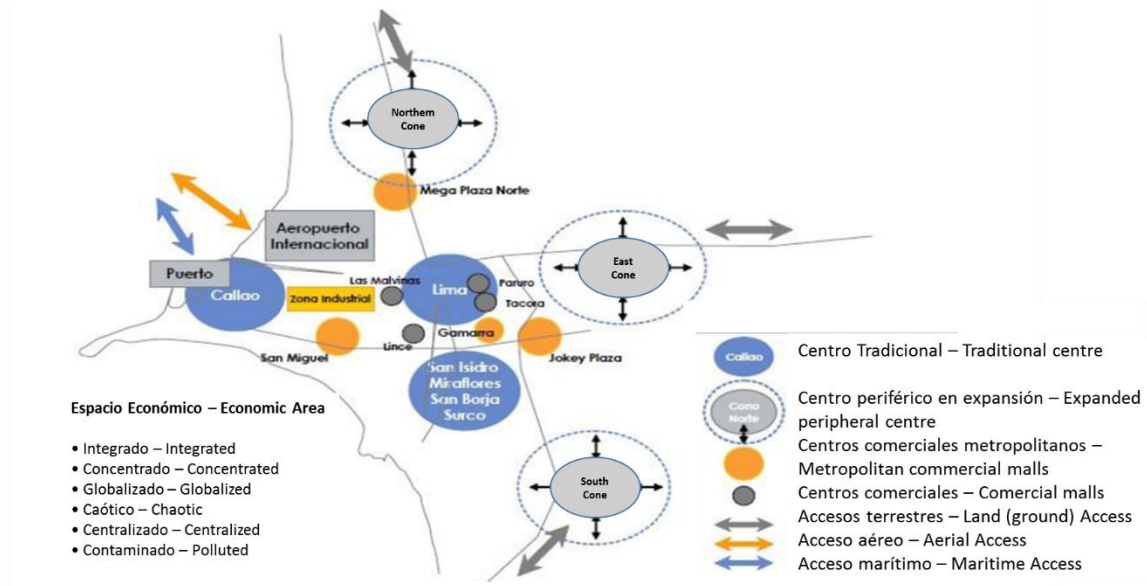 Northern
Cone
Mega Plaza Norte
Aeropuerto
Internacional
Puerto
East
Cone
Las Malvinas
Paruro
Callao
Zona Industrial
Lima
Tacora
Gamarra
Lince
San Miguel
Jokey Plaza
San Isidro
Miraflores
San Borja
Surco
South
Cone
Espacio Económico – Economic Area
• Integrado – Integrated
• Concentrado – Concentrated
• Globalizado – Globalized
• Caótico – Chaotic
• Centralizado – Centralized
• Contaminado – Polluted
Callao
Centro Tradicional – Traditional centre
Cono
Norte
Centro periférico en expansión – Expanded
peripheral centre
Centros comerciales metropolitanos –
Metropolitan commercial malls
Centros comerciales – Comercial malls
Accesos terrestres – Land (ground) Access
Acceso aéreo – Aerial Access
Acceso marítimo – Maritime Access